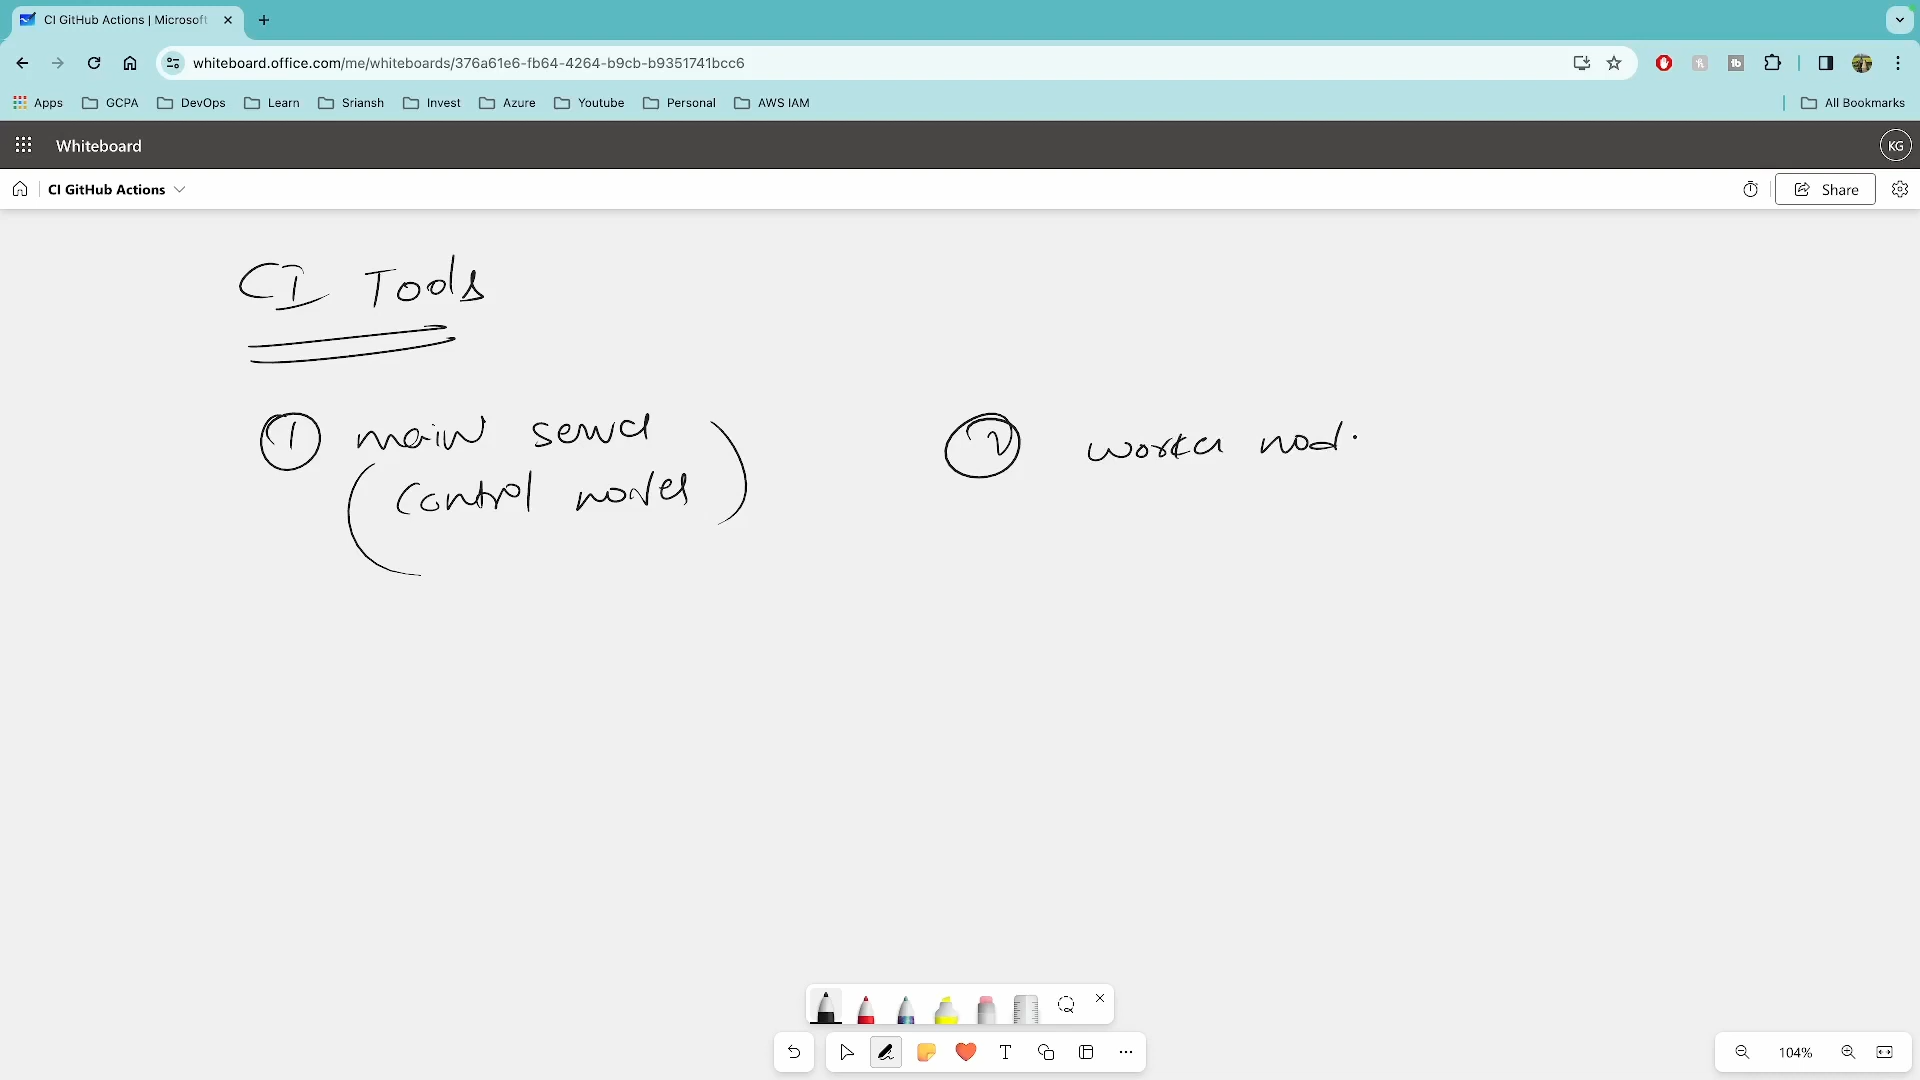 CI GitHub Actions | Microsoft
whiteboard.office.com/me/whiteboards/376a61e6-fb64-4264-b9cb-b9351741bcc6
Apps GCPA DevOps Learn Sriansh Invest Azure Youtube Personal AWS IAM All Bookmarks
Whiteboard KG
CI GitHub Actions Share
CI Tools
1 main server 2 worker nod
(control nodes)
T
104%